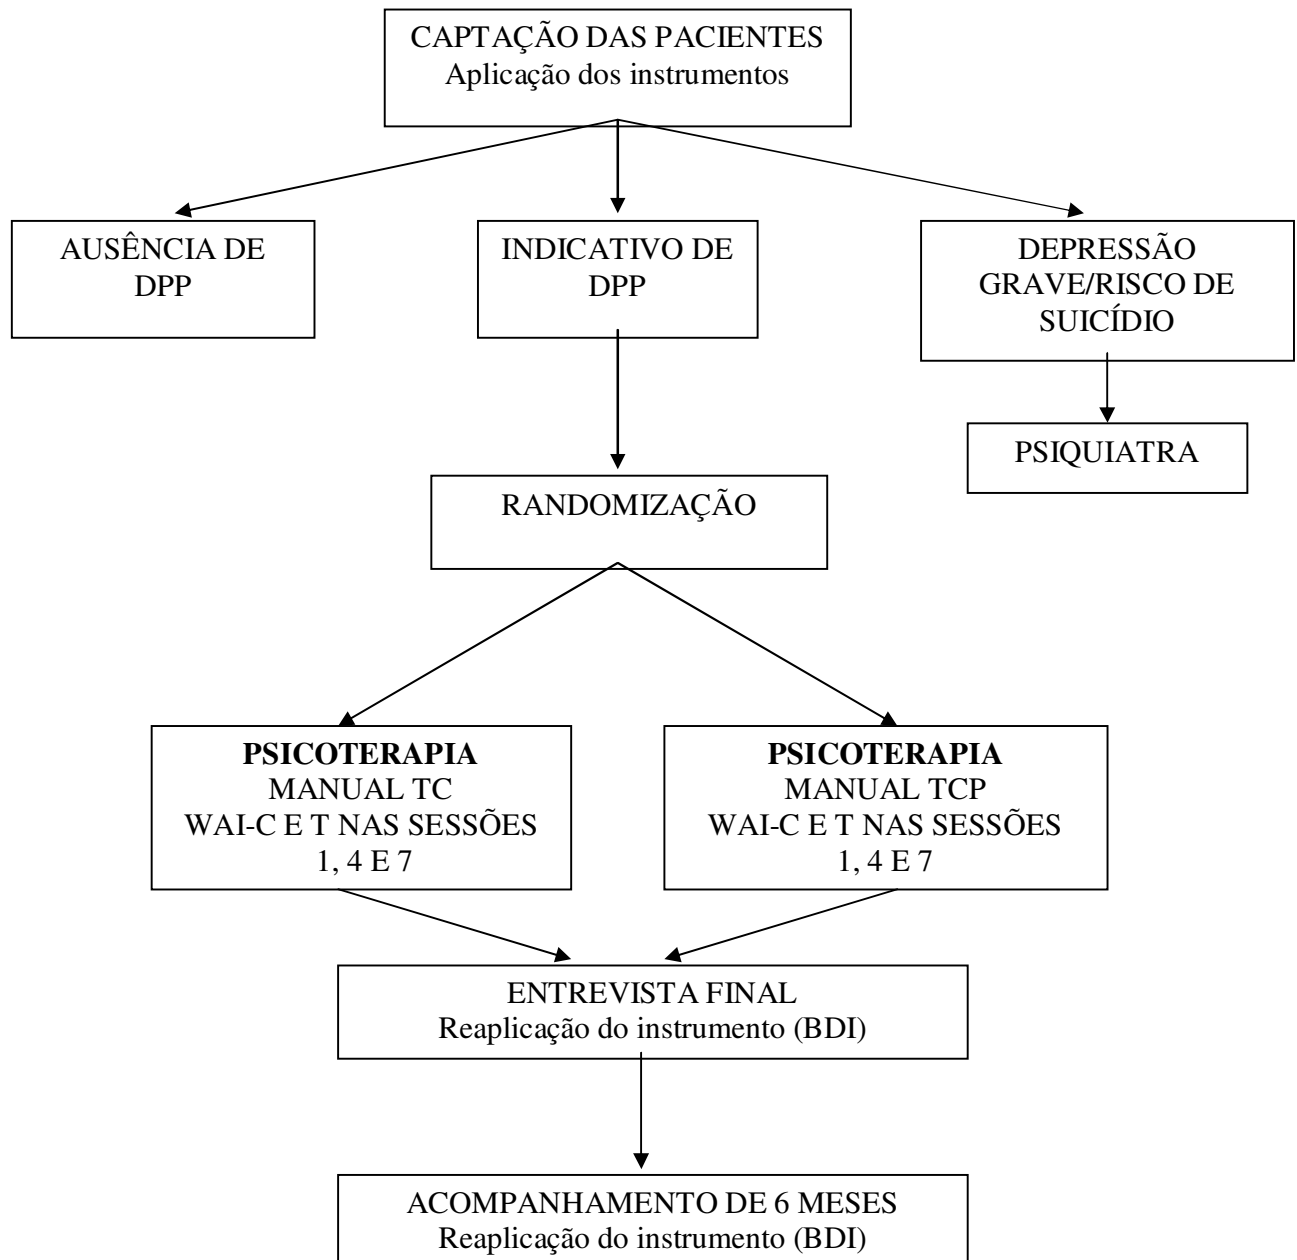 CAPTAÇÃO DAS PACIENTES
Aplicação dos instrumentos
AUSÊNCIA DE
DPP
INDICATIVO DE
DPP
DEPRESSÃO
GRAVE/RISCO DE
SUICÍDIO
PSIQUIATRA
RANDOMIZAÇÃO
PSICOTERAPIA
MANUAL TC
WAI-C E T NAS SESSÕES
1, 4 E 7
PSICOTERAPIA
MANUAL TCP
WAI-C E T NAS SESSÕES
1, 4 E 7
ENTREVISTA FINAL
Reaplicação do instrumento (BDI)
ACOMPANHAMENTO DE 6 MESES
Reaplicação do instrumento (BDI)